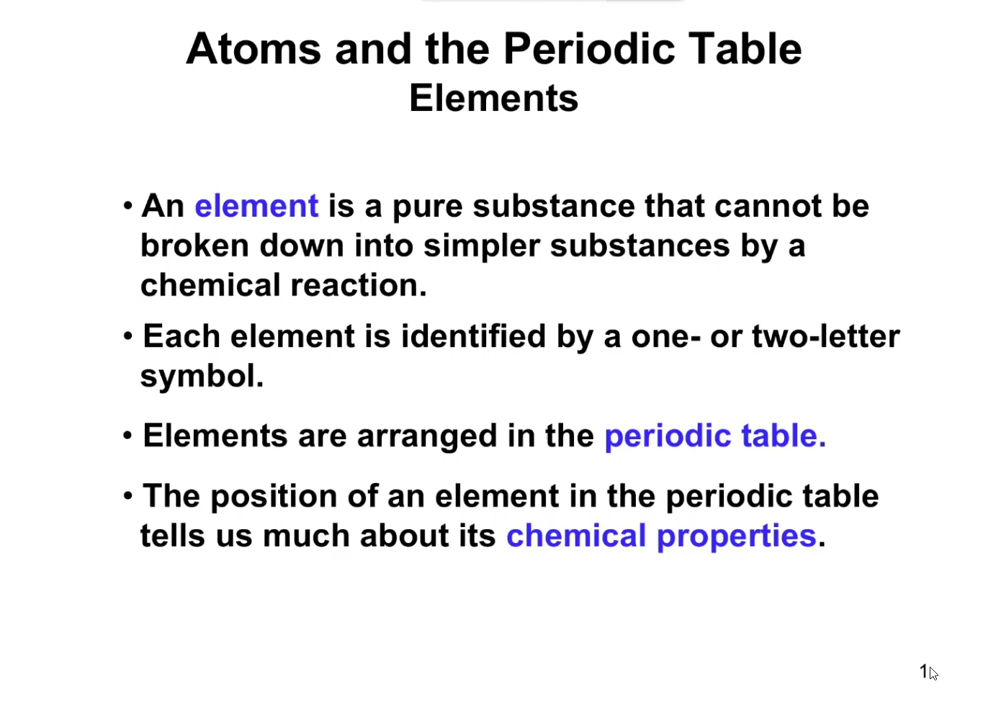 Atoms and the Periodic Table
Elements
• An element is a pure substance that cannot be
broken down into simpler substances by a
chemical reaction.
• Each element is identified by a one- or two-letter
symbol.
• Elements are arranged in the periodic table.
• The position of an element in the periodic table
tells us much about its chemical properties.
1